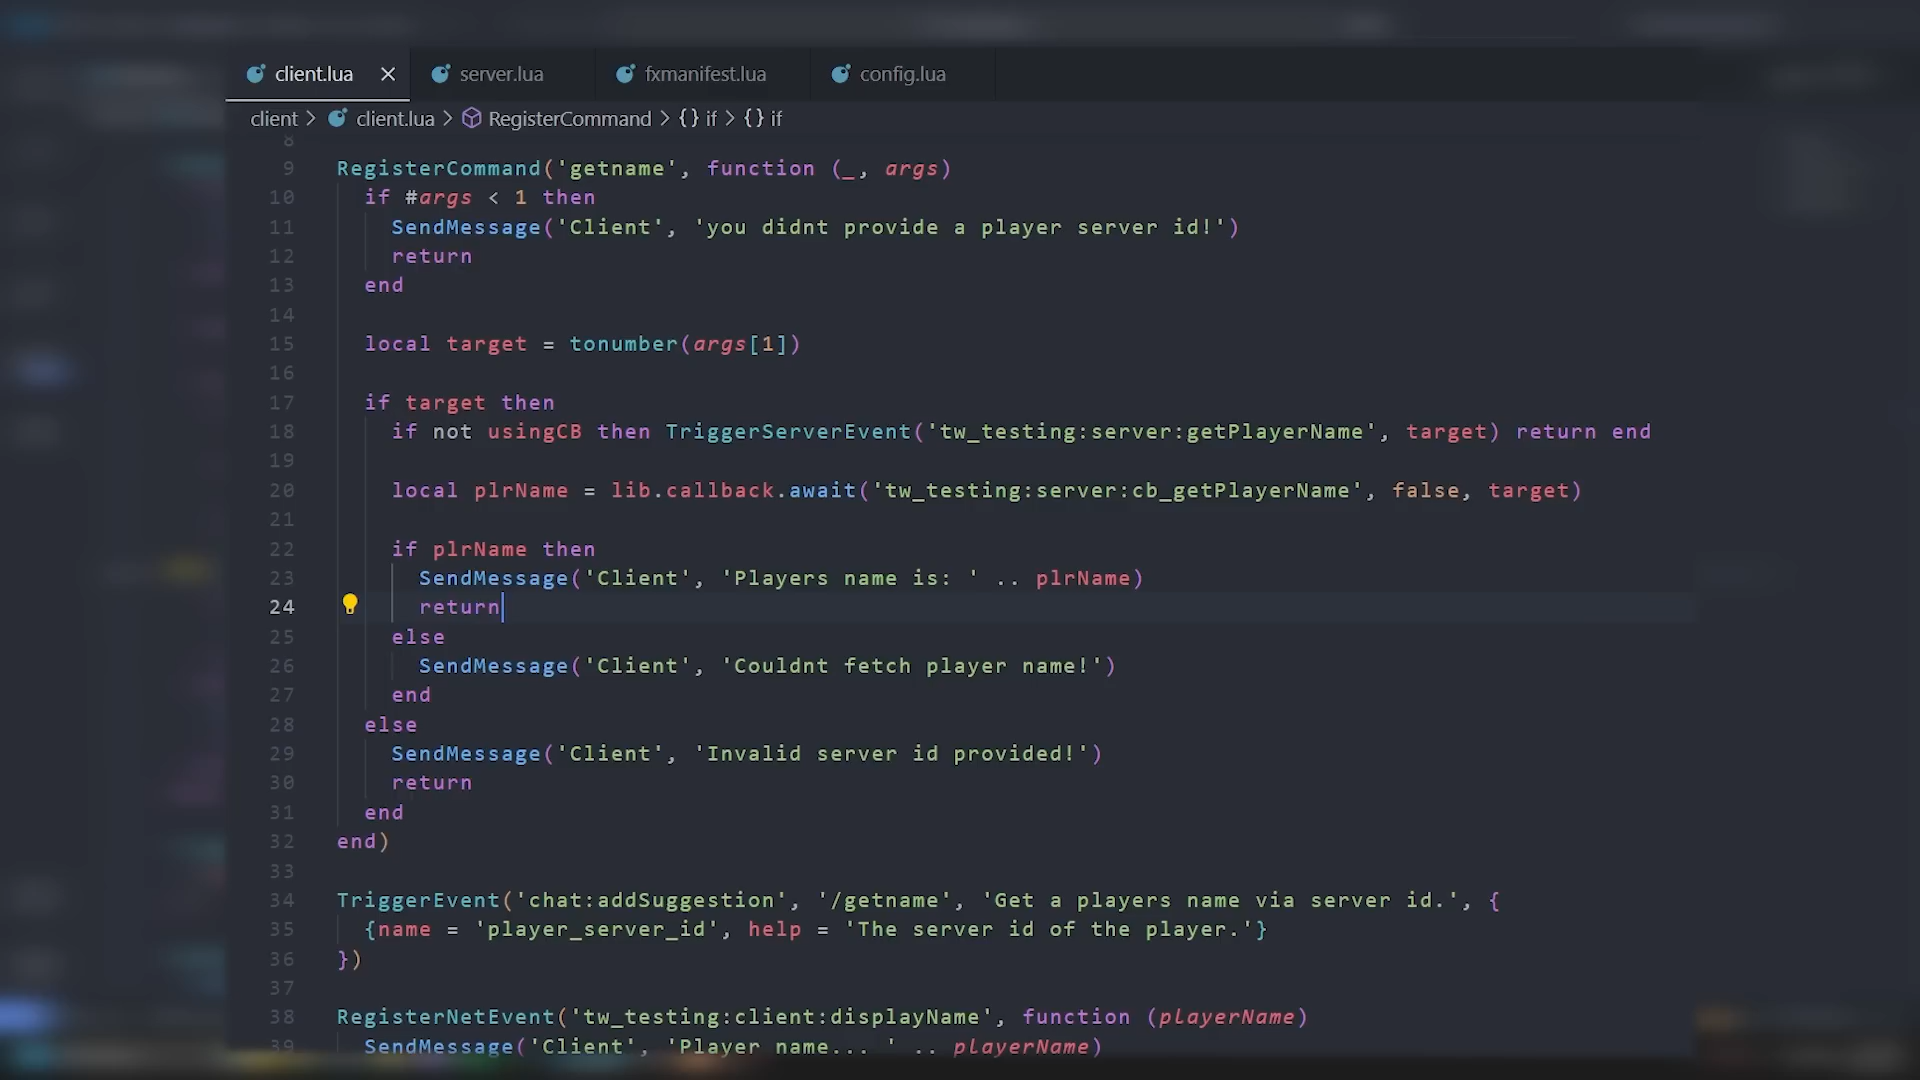 client.lua server.lua fxmanifest.lua config.lua
client > client.lua > RegisterCommand > {} if > {} if
8
9 RegisterCommand('getname', function (_, args)
10 if #args < 1 then
11 SendMessage('Client', 'you didnt provide a player server id!')
12 return
13 end
14
15 local target = tonumber(args[1])
16
17 if target then
18 if not usingCB then TriggerServerEvent('tw_testing:server:getPlayerName', target) return end
19
20 local plrName = lib.callback.await('tw_testing:server:cb_getPlayerName', false, target)
21
22 if plrName then
23 SendMessage('Client', 'Players name is: ' .. plrName)
24 return
25 else
26 SendMessage('Client', 'Couldnt fetch player name!')
27 end
28 else
29 SendMessage('Client', 'Invalid server id provided!')
30 return
31 end
32 end)
33
34 TriggerEvent('chat:addSuggestion', '/getname', 'Get a players name via server id.', {
35 {name = 'player_server_id', help = 'The server id of the player.'}
36 })
37
38 RegisterNetEvent('tw_testing:client:displayName', function (playerName)
39 SendMessage('Client', 'Player name... ' .. playerName)